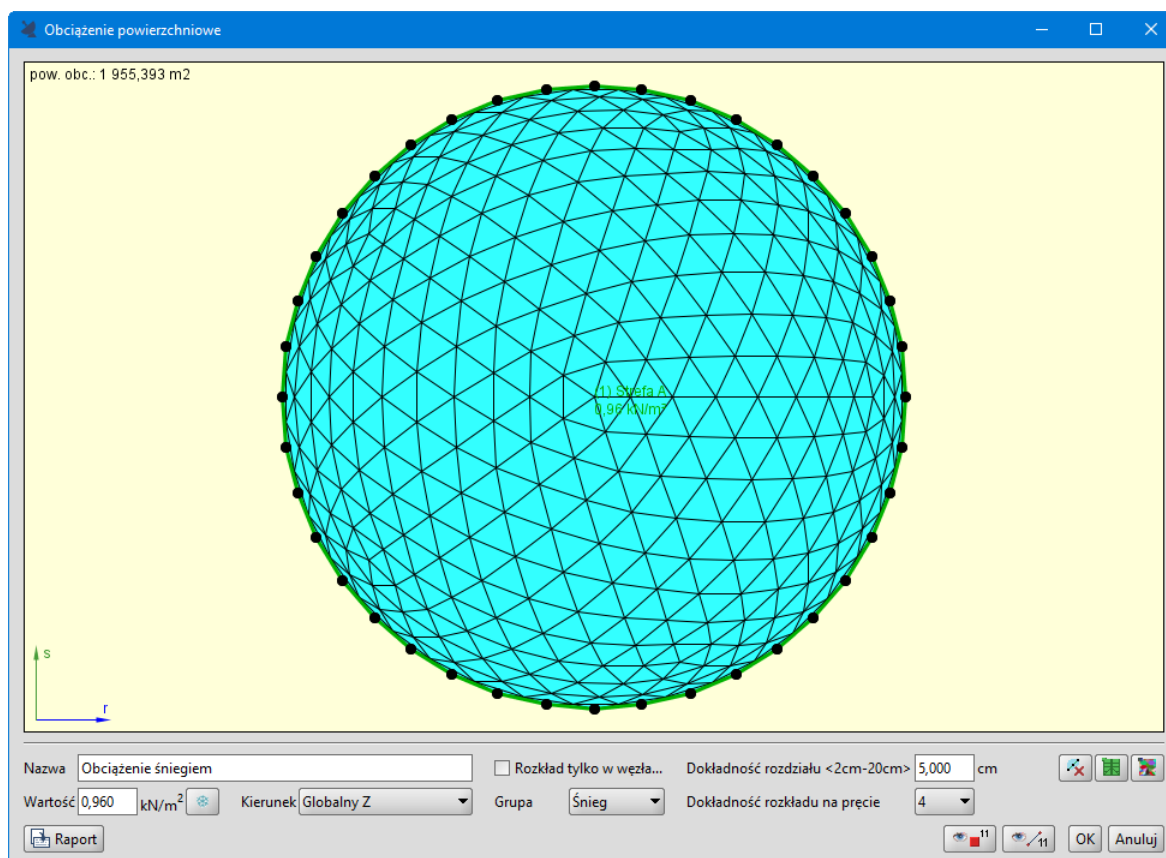 Obciążenie powierzchniowe
pow. obc.: 1 955,393 m2
(1) Strefa A
0,96 kN/m²
s
r
Nazwa Obciążenie śniegiem Rozkład tylko w węzła... Dokładność rozdziału <2cm-20cm> 5,000 cm
Wartość 0,960 kN/m² Kierunek Globalny Z Grupa Śnieg Dokładność rozkładu na pręcie 4
Raport 11 11 OK Anuluj